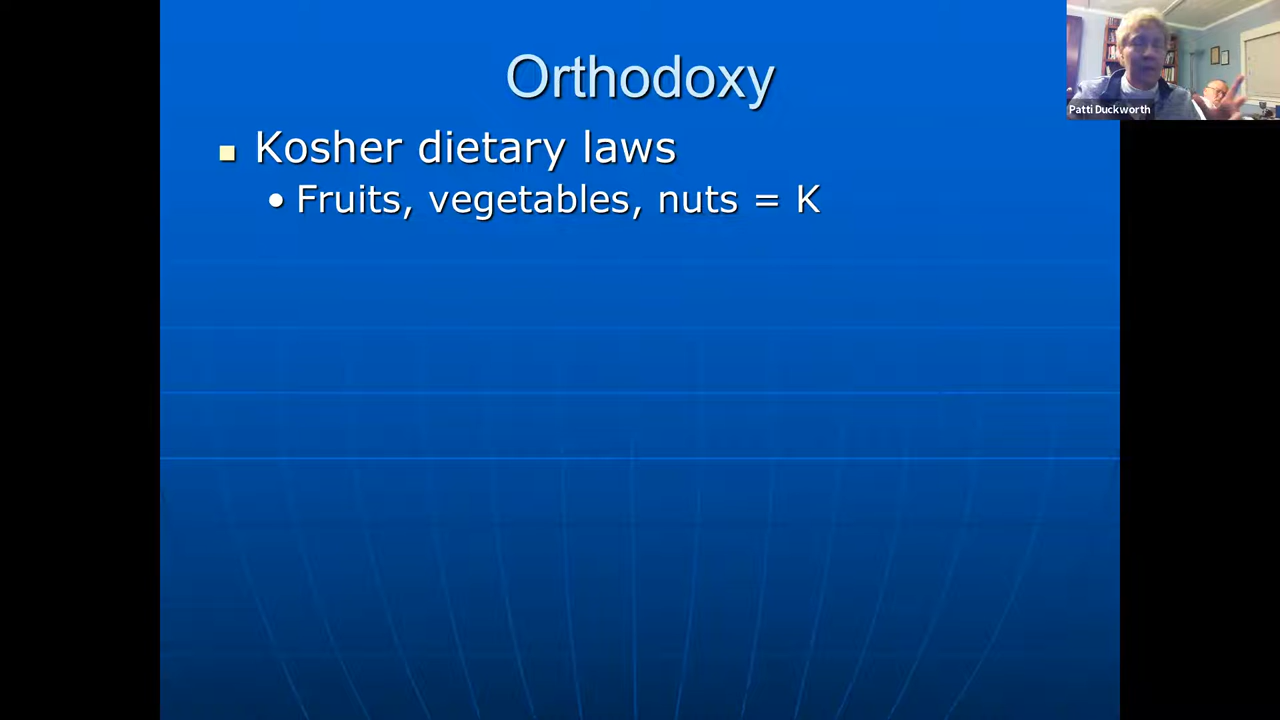 Orthodoxy
Kosher dietary laws
Fruits, vegetables, nuts = K
Patti Duckworth